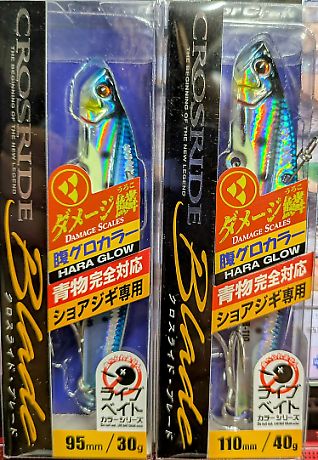 CROSRIDE
THE BEGINNING OF THE NEW LEGEND
Blade
クロスライド・ブレード
うろこ
ダメージ鱗
DAMAGE SCALES
腹グロカラー
HARA GLOW
青物完全対応
ショアジギ専用
ライブ
ベイト
カラーシリーズ
95mm/30g
CROSRIDE
THE BEGINNING OF THE NEW LEGEND
Blade
クロスライド・ブレード
うろこ
ダメージ鱗
DAMAGE SCALES
腹グロカラー
HARA GLOW
青物完全対応
ショアジギ専用
ライブ
ベイト
カラーシリーズ
110mm/40g